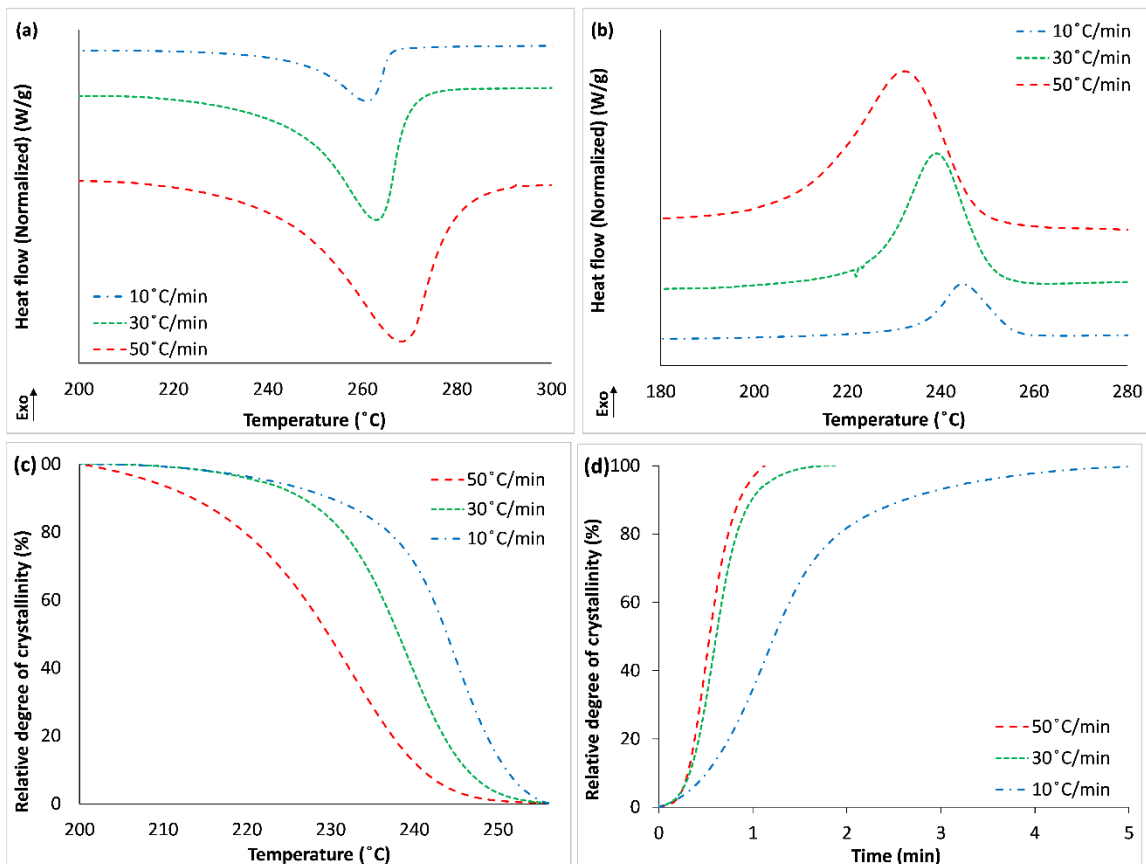 (a)
Heat flow (Normalized) (W/g)
10˚C/min
30˚C/min
50˚C/min
Exo
200 220 240 260 280 300
Temperature (˚C)
(b)
10˚C/min
30˚C/min
50˚C/min
Heat flow (Normalized) (W/g)
Exo
180 200 220 240 260 280
Temperature (˚C)
(c)
00
80
60
40
20
0
Relative degree of crystallinity (%)
50˚C/min
30˚C/min
10˚C/min
200 210 220 230 240 250
Temperature (˚C)
(d)
100
80
60
40
20
0
Relative degree of crystallinity (%)
50˚C/min
30˚C/min
10˚C/min
0 1 2 3 4 5
Time (min)